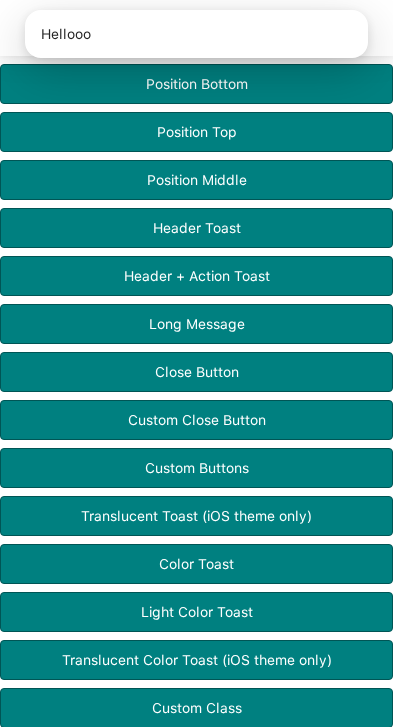 Hellooo
Position Bottom
Position Top
Position Middle
Header Toast
Header + Action Toast
Long Message
Close Button
Custom Close Button
Custom Buttons
Translucent Toast (iOS theme only)
Color Toast
Light Color Toast
Translucent Color Toast (iOS theme only)
Custom Class